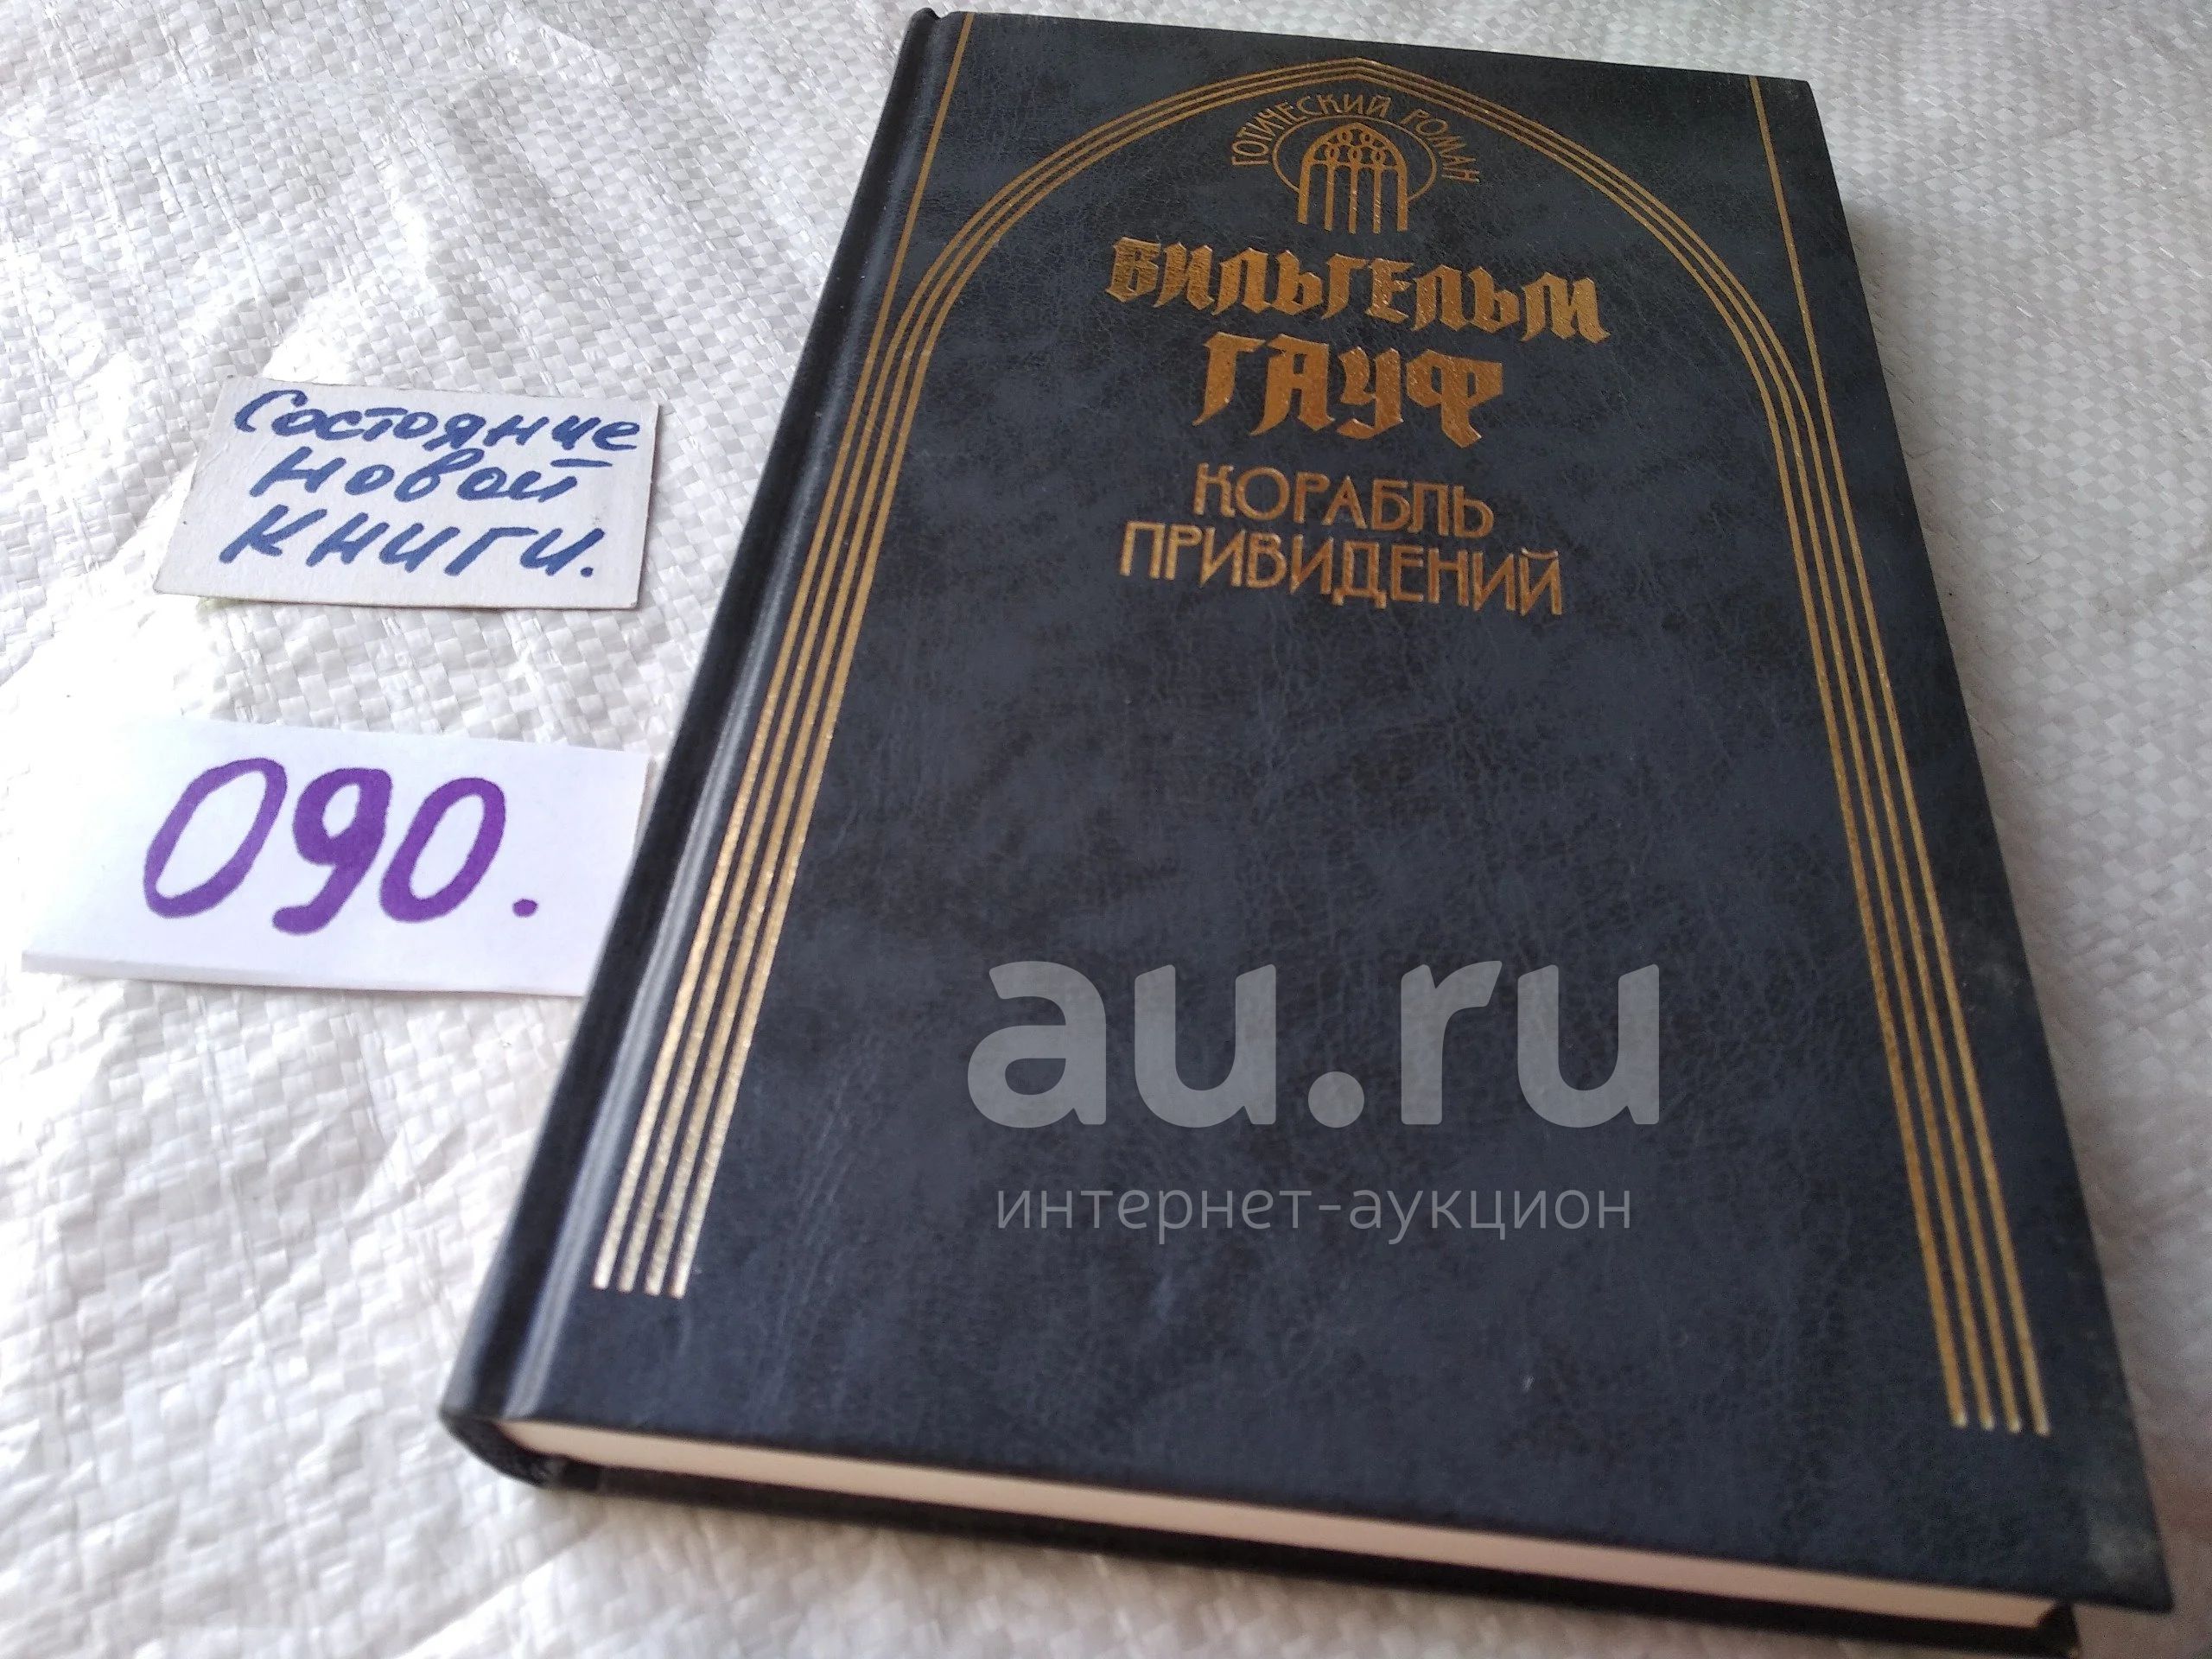 ГОТИЧЕСКИЙ РОМАН
ВИЛЬГЕЛЬМ
ГАУФ
КОРАБЛЬ
ПРИВИДЕНИЙ
Состояние
новой
книги.
090.
au.ru
интернет-аукцион